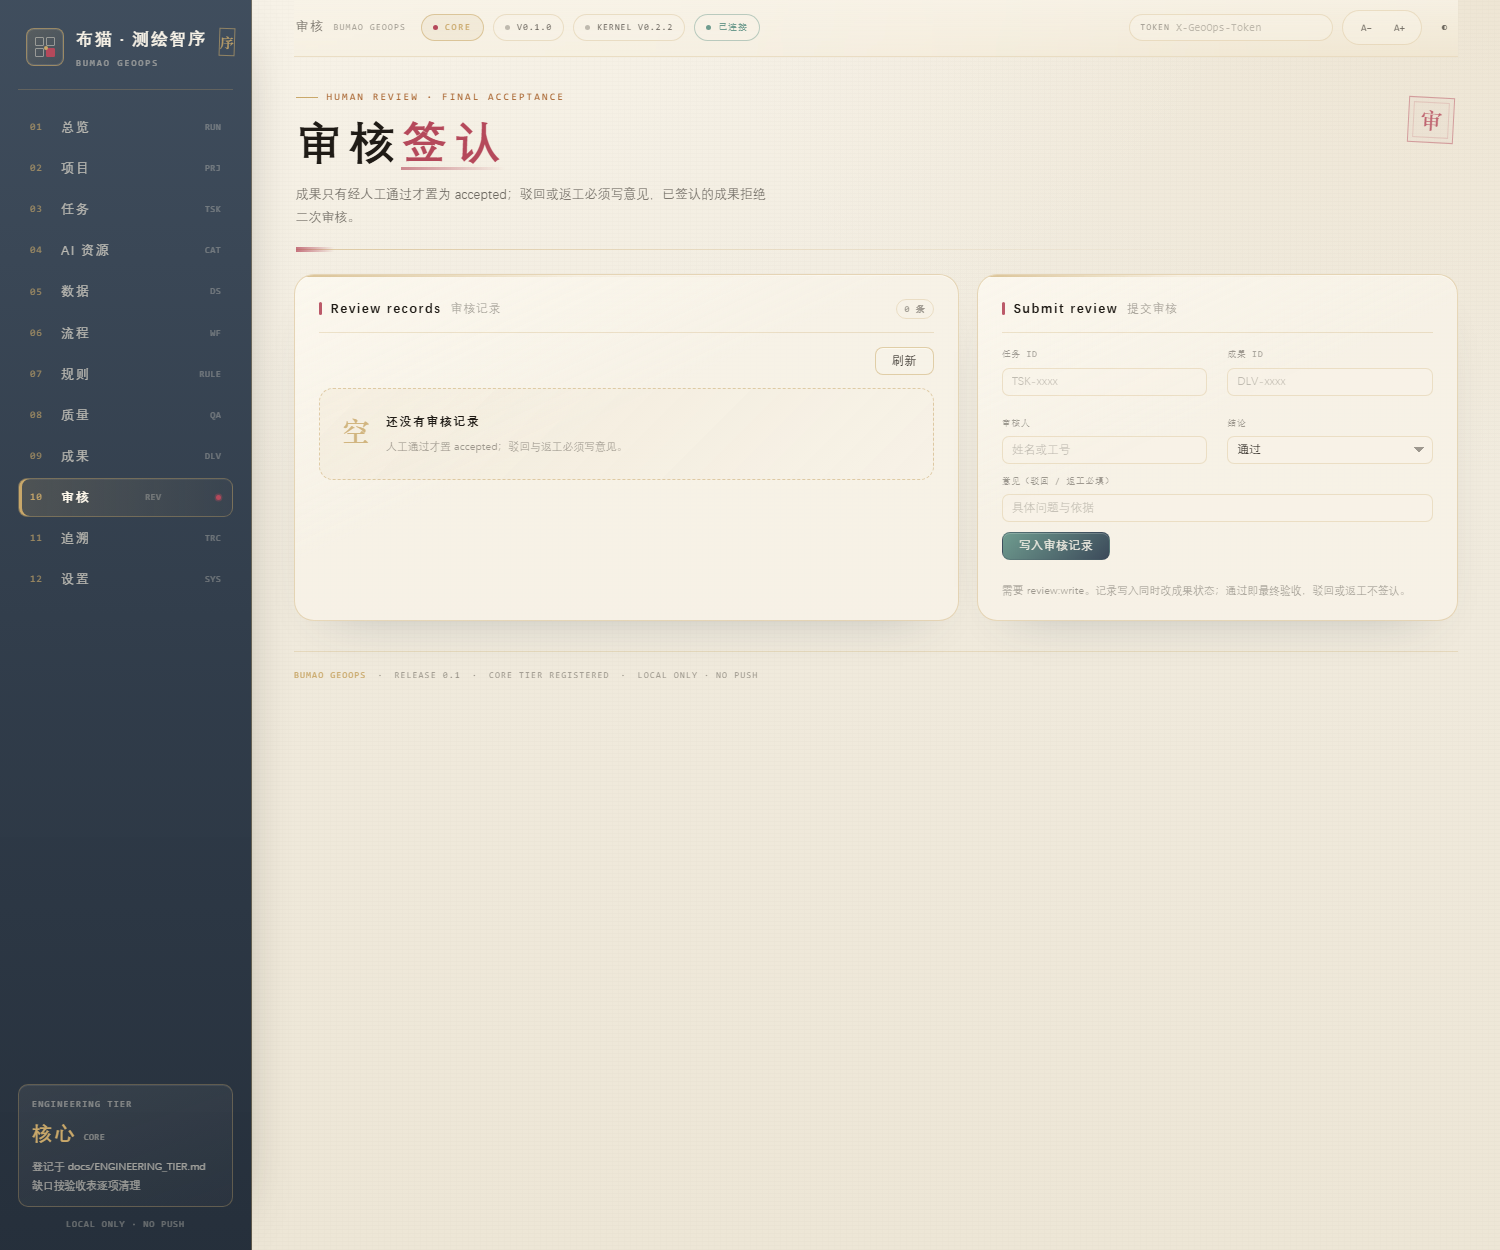 布猫 · 测绘智序
序
BUMAO GEOOPS
01 总览 RUN
02 项目 PRJ
03 任务 TSK
04 AI 资源 CAT
05 数据 DS
06 流程 WF
07 规则 RULE
08 质量 QA
09 成果 DLV
10 审核 REV
11 追溯 TRC
12 设置 SYS
ENGINEERING TIER
核心 CORE
登记于 docs/ENGINEERING_TIER.md
缺口按验收表逐项清理
LOCAL ONLY · NO PUSH
审核 BUMAO GEOOPS CORE V0.1.0 KERNEL V0.2.2 已连接 TOKEN X-GeoOps-Token A− A+
HUMAN REVIEW · FINAL ACCEPTANCE
审核签认
审
成果只有经人工通过才置为 accepted；驳回或返工必须写意见．已签认的成果拒绝
二次审核。
Review records 审核记录 0 条
刷新
空
还没有审核记录
人工通过才置 accepted；驳回与返工必须写意见。
Submit review 提交审核
任务 ID 成果 ID
TSK-xxxx DLV-xxxx
审核人 结论
姓名或工号 通过
意见（驳回 / 返工必填）
具体问题与依据
写入审核记录
需要 review:write。记录写入同时改成果状态；通过即最终验收．驳回或返工不签认。
BUMAO GEOOPS · RELEASE 0.1 · CORE TIER REGISTERED · LOCAL ONLY · NO PUSH